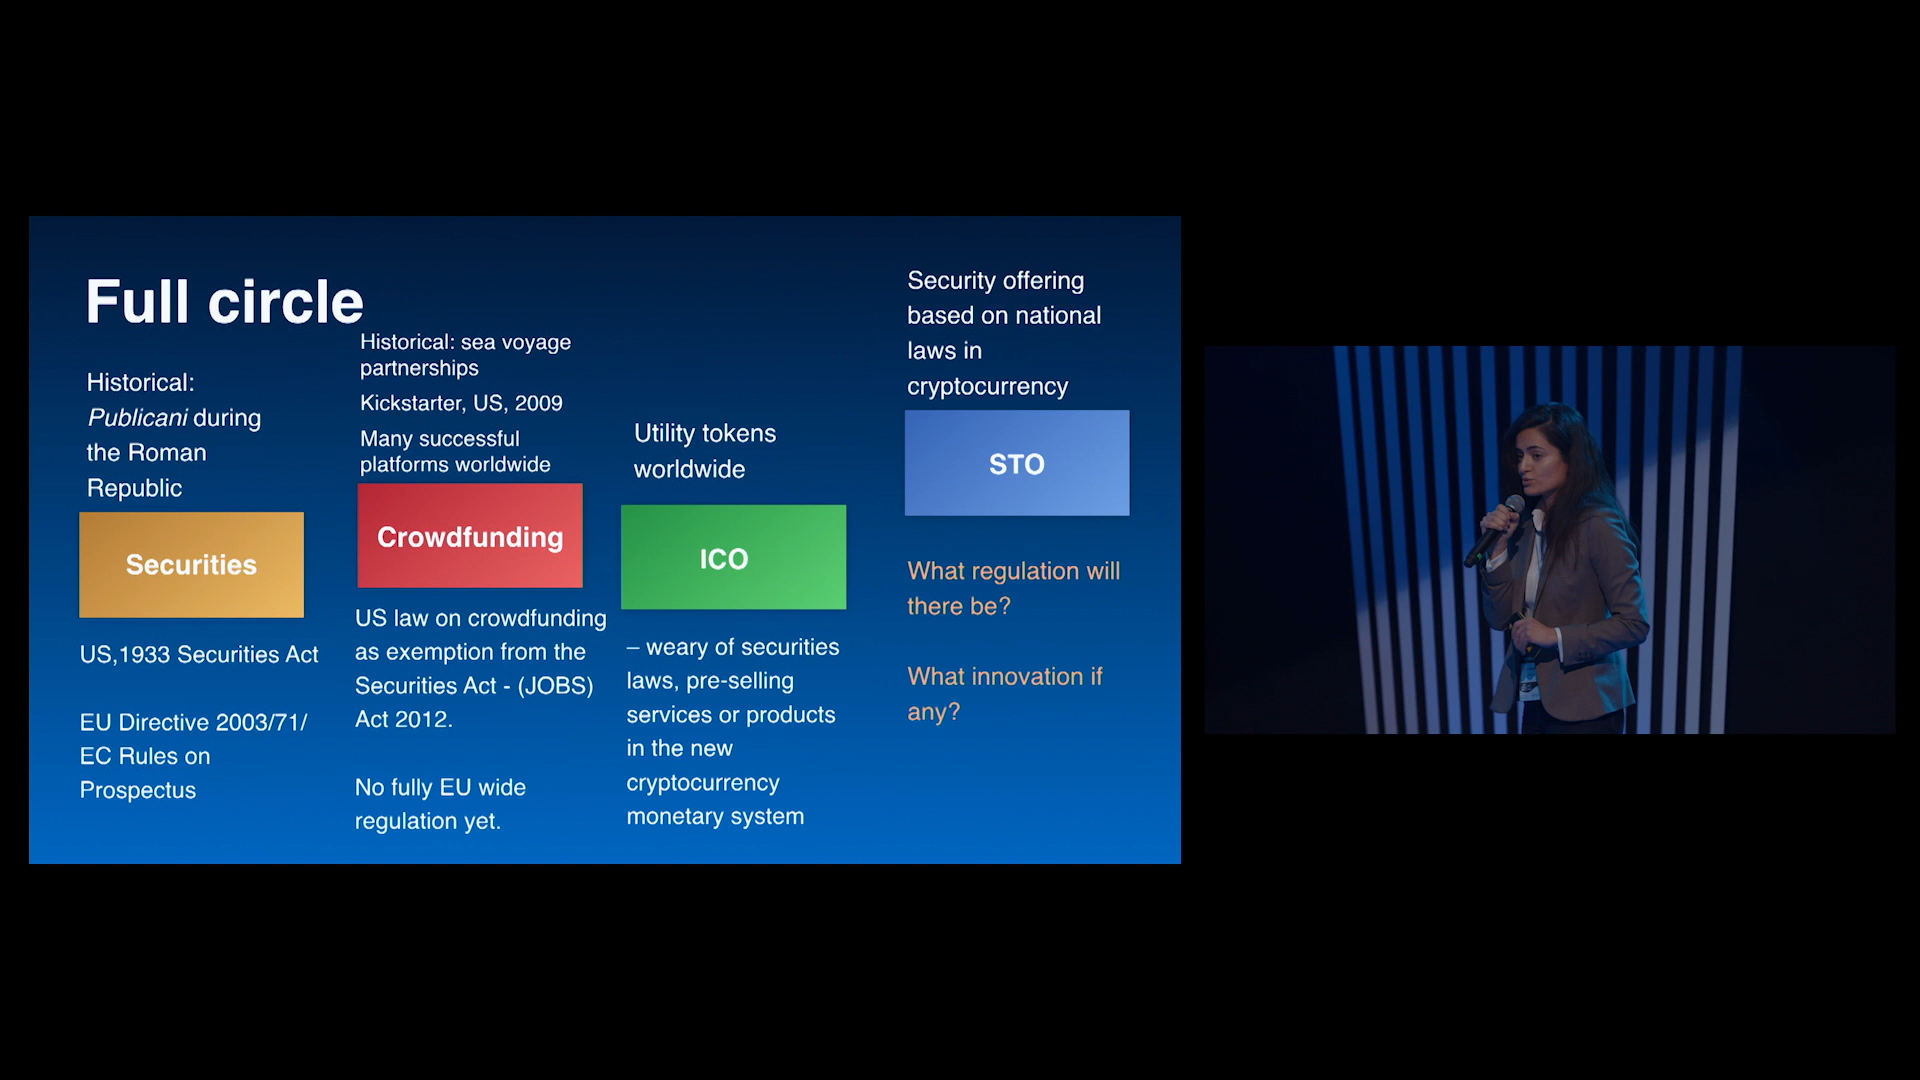 Full circle
Historical:
Publicani during
the Roman
Republic
Securities
US,1933 Securities Act
EU Directive 2003/71/
EC Rules on
Prospectus
Historical: sea voyage
partnerships
Kickstarter, US, 2009
Many successful
platforms worldwide
Crowdfunding
US law on crowdfunding
as exemption from the
Securities Act - (JOBS)
Act 2012.
No fully EU wide
regulation yet.
Utility tokens
worldwide
ICO
– weary of securities
laws, pre-selling
services or products
in the new
cryptocurrency
monetary system
Security offering
based on national
laws in
cryptocurrency
STO
What regulation will
there be?
What innovation if
any?